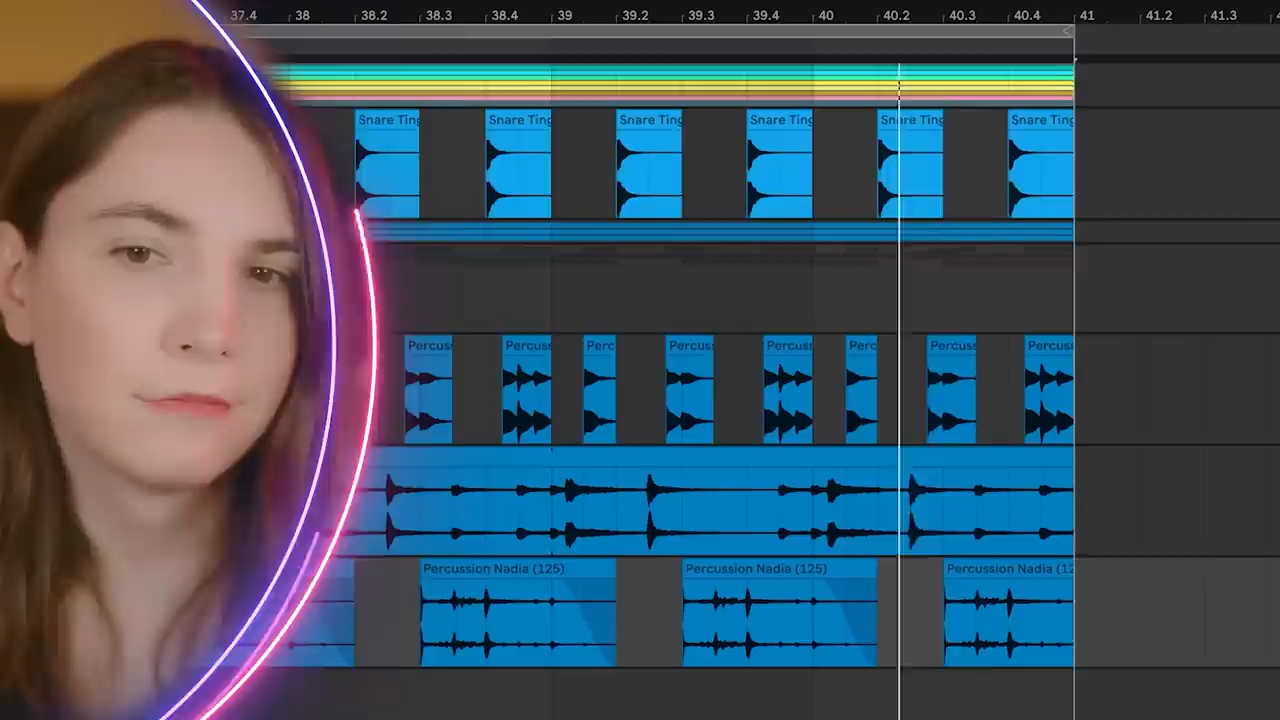 37.4 38 38.2 38.3 38.4 39 39.2 39.3 39.4 40 40.2 40.3 40.4 41 41.2 41.3
Snare Ting Snare Ting Snare Ting Snare Ting Snare Ting Snare Ting
Percuss Percuss Perc Percuss Percuss Perc Percuss Percuss
Percussion Nadia (125) Percussion Nadia (125) Percussion Nadia (12